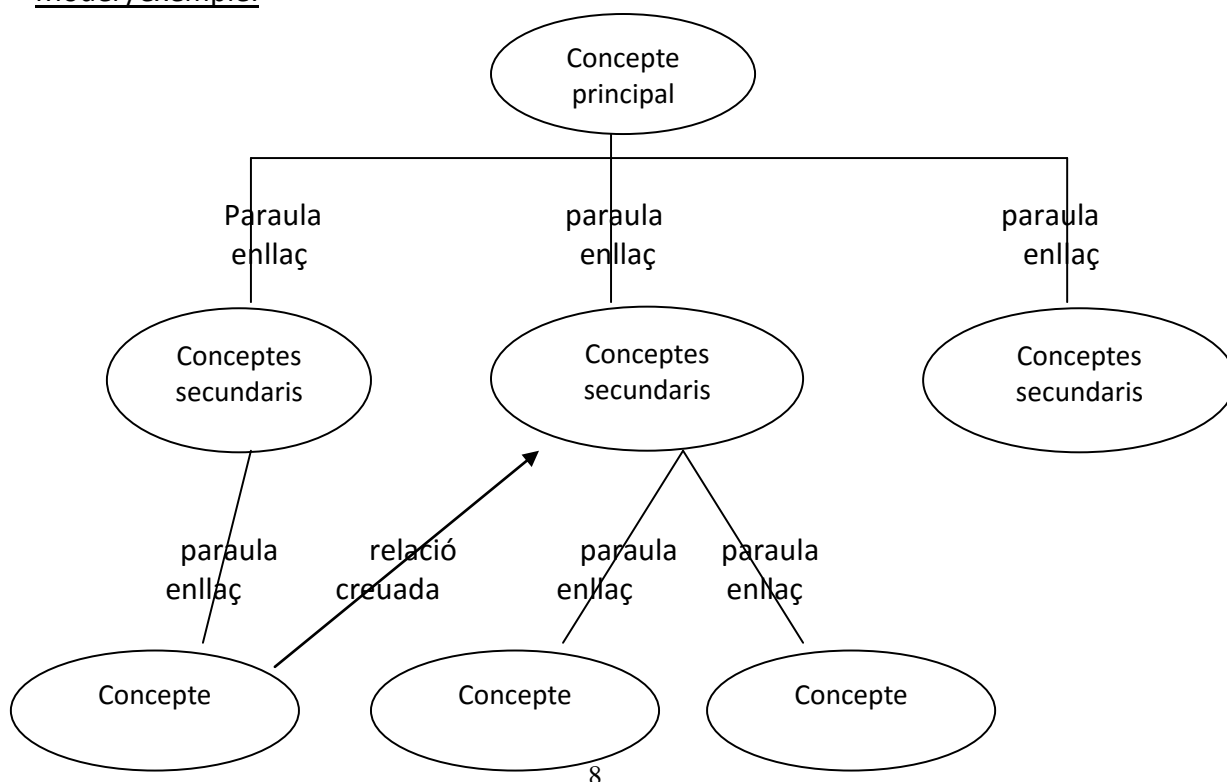 Model / exemple:
Concepte
principal
Paraula
enllaç
paraula
enllaç
paraula
enllaç
Conceptes
secundaris
Conceptes
secundaris
Conceptes
secundaris
paraula
enllaç
relació
creuada
paraula
enllaç
paraula
enllaç
Concepte
Concepte
Concepte
8